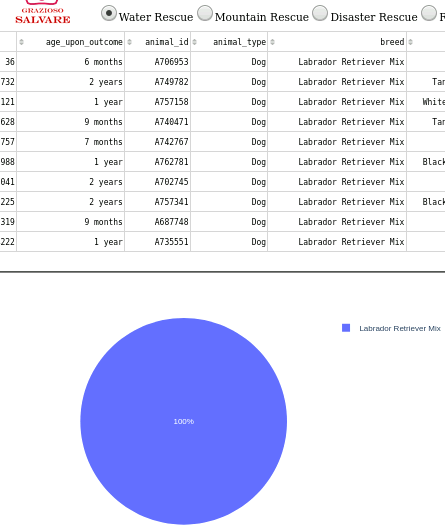 GRAZIOSO
SALVARE
Water Rescue Mountain Rescue Disaster Rescue R
age_upon_outcome animal_id animal_type breed
36 6 months A706953 Dog Labrador Retriever Mix
732 2 years A749782 Dog Labrador Retriever Mix Tan
121 1 year A757158 Dog Labrador Retriever Mix White
628 9 months A740471 Dog Labrador Retriever Mix Tan
757 7 months A742767 Dog Labrador Retriever Mix
988 1 year A762781 Dog Labrador Retriever Mix Black
041 2 years A702745 Dog Labrador Retriever Mix
225 2 years A757341 Dog Labrador Retriever Mix Black
319 9 months A687748 Dog Labrador Retriever Mix
222 1 year A735551 Dog Labrador Retriever Mix
Labrador Retriever Mix
100%